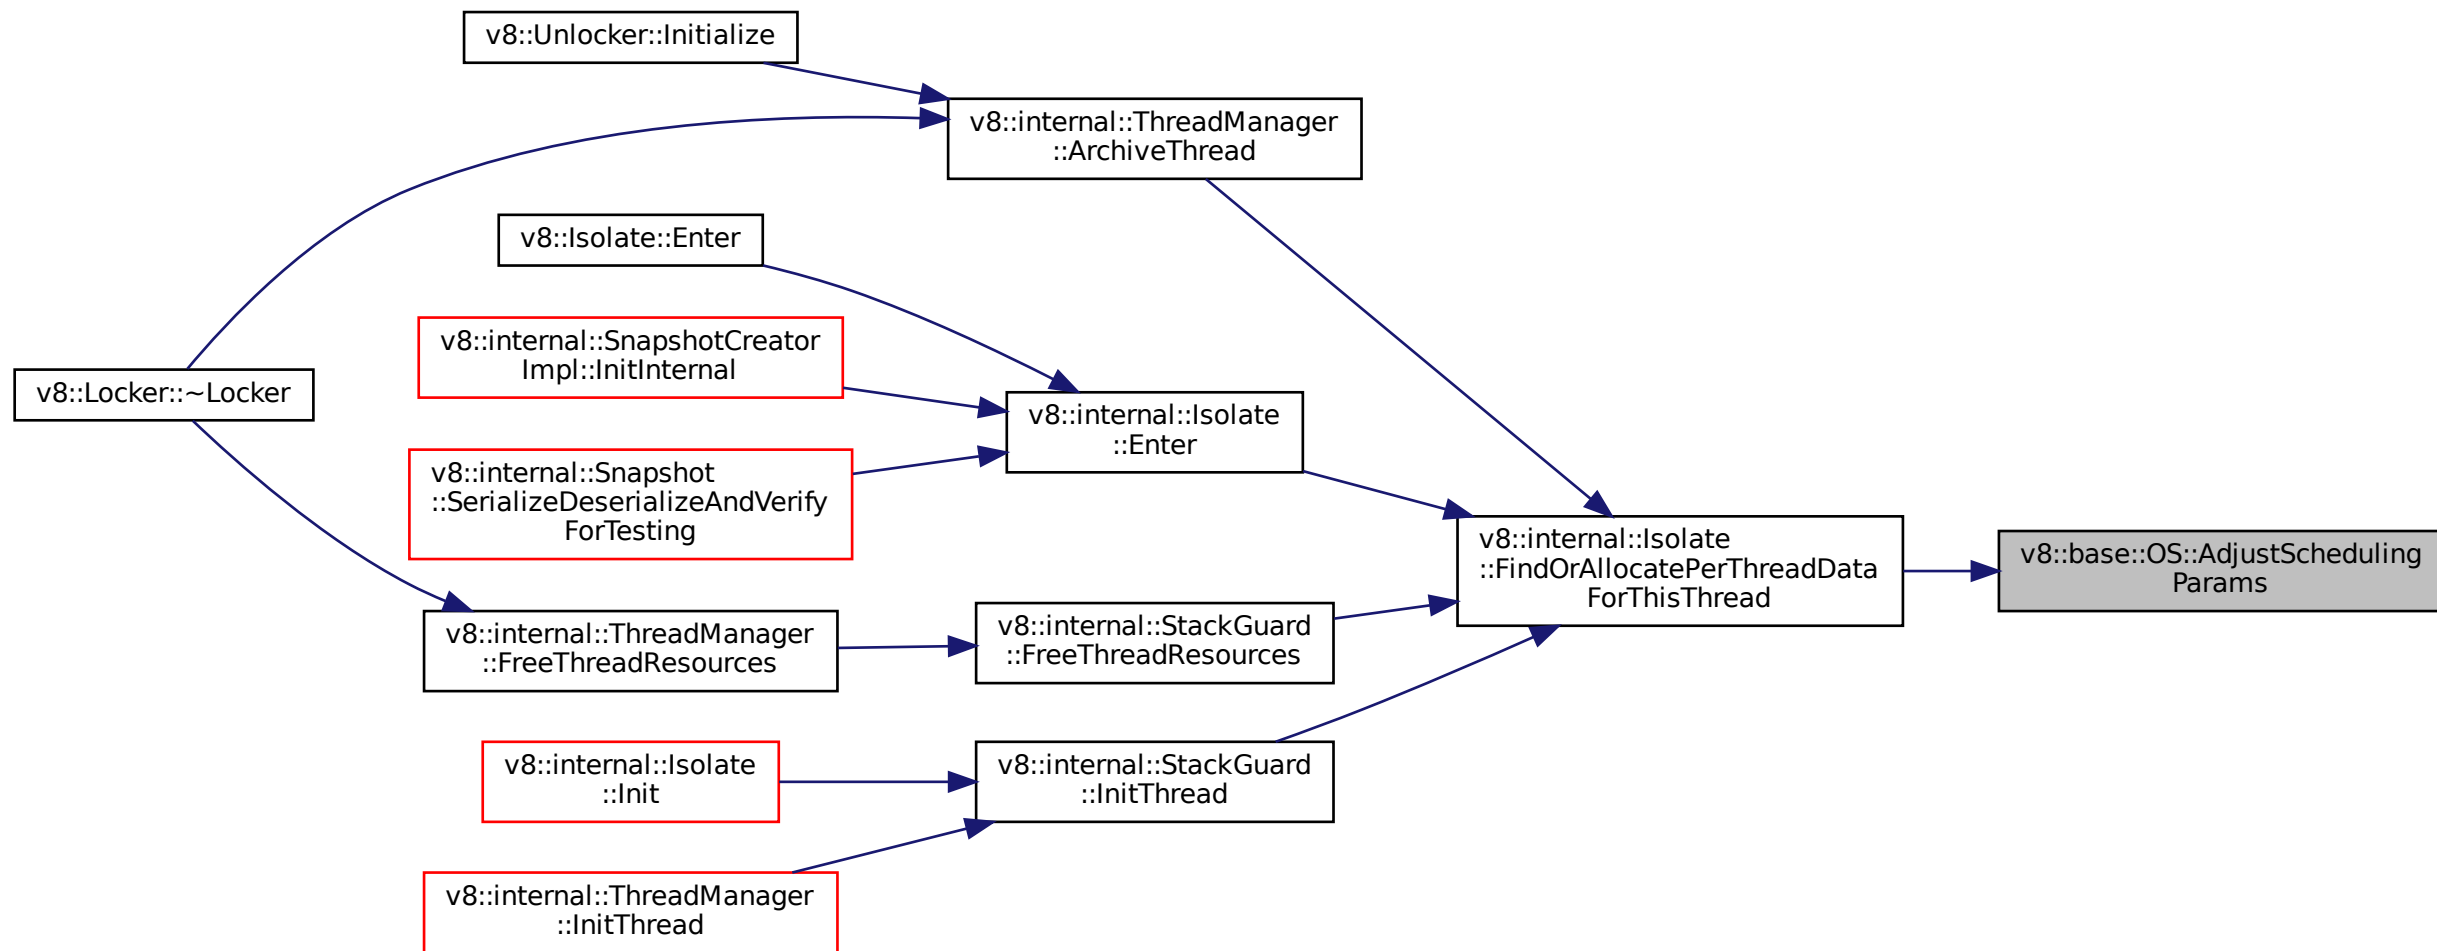 v8::Unlocker::Initialize
v8::internal::ThreadManager
::ArchiveThread
v8::Isolate::Enter
v8::internal::SnapshotCreator
Impl::InitInternal
v8::Locker::~Locker
v8::internal::Isolate
::Enter
v8::internal::Snapshot
::SerializeDeserializeAndVerify
ForTesting
v8::internal::Isolate
::FindOrAllocatePerThreadData
ForThisThread
v8::base::OS::AdjustScheduling
Params
v8::internal::ThreadManager
::FreeThreadResources
v8::internal::StackGuard
::FreeThreadResources
v8::internal::Isolate
::Init
v8::internal::StackGuard
::InitThread
v8::internal::ThreadManager
::InitThread